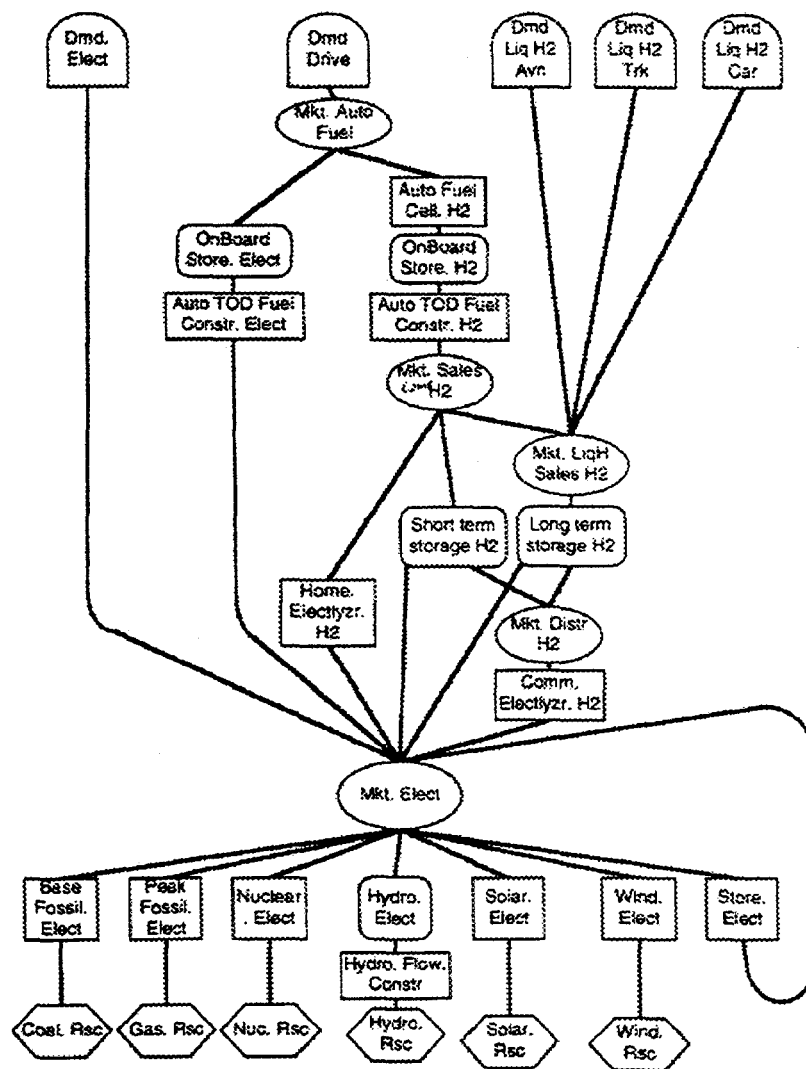 Dmd.
Elect
Dmd
Drive
Dmd
Liq H2
Avn
Dmd
Liq H2
Trk
Dmd
Liq H2
Car
Mkt. Auto
Fuel
Auto Fuel
Cell. H2
OnBoard
Store. Elect
OnBoard
Store. H2
Auto TOD Fuel
Constr. Elect
Auto TOD Fuel
Constr. H2
Mkt. Sales
H2
Mkt. LiqH
Sales H2
Short term
storage H2
Long term
storage H2
Home.
Electlyzr.
H2
Mkt. Distr
H2
Comm.
Electlyzr. H2
Mkt. Elect
Base
Fossil.
Elect
Peak
Fossil.
Elect
Nuclear
. Elect
Hydro.
Elect
Solar.
Elect
Wind.
Elect
Store.
Elect
Hydro. Flow.
Constr
Coal. Rsc
Gas. Rsc
Nuc. Rsc
Hydro.
Rsc
Solar.
Rsc
Wind.
Rsc